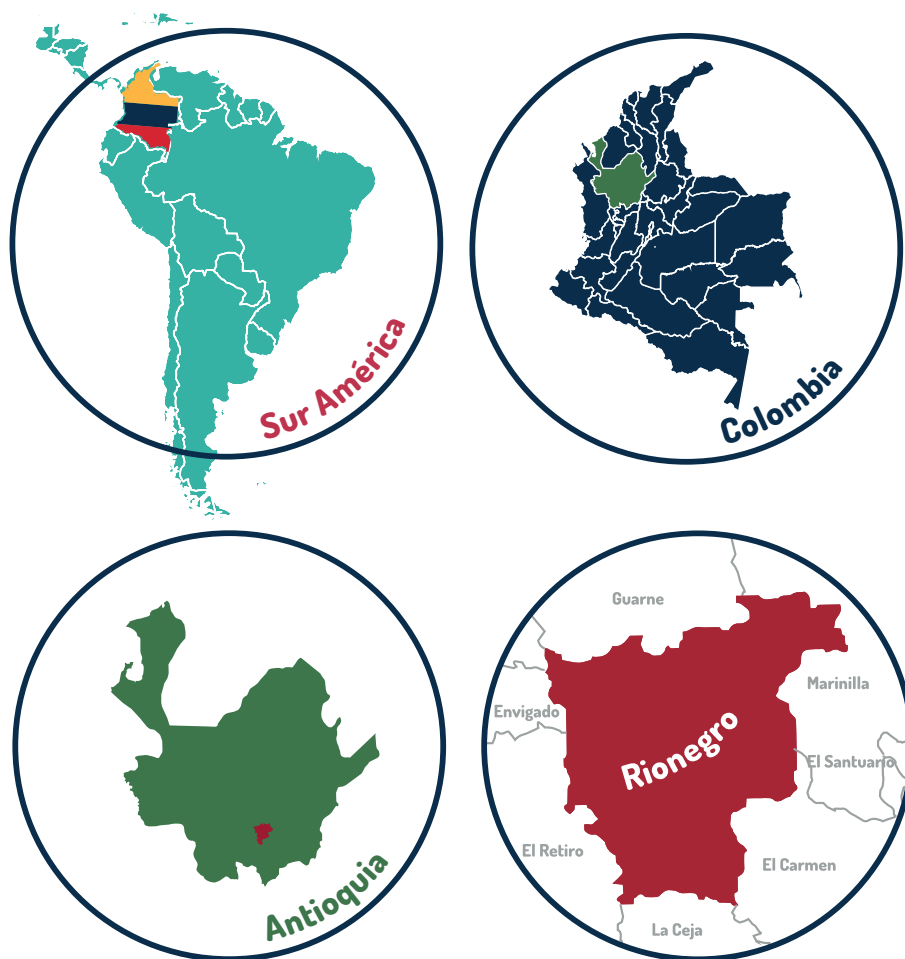 Sur América
Colombia
Antioquia
Guarne
Marinilla
Envigado
Rionegro
El Santuario
El Retiro
El Carmen
La Ceja